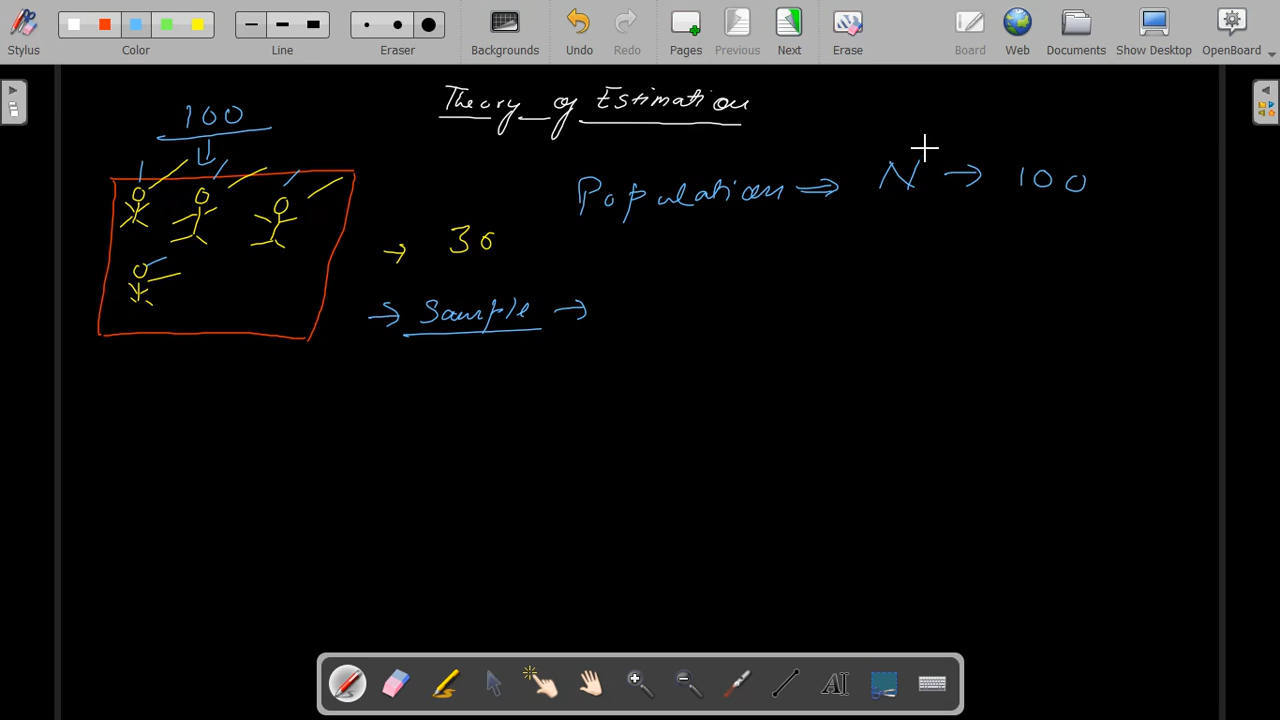 Stylus
Color
Line
Eraser
Backgrounds
Undo
Redo
Pages
Previous
Next
Erase
Board
Web
Documents
Show Desktop
OpenBoard
Theory of Estimation
100
Population ⇒ N → 100
→ 30
→ Sample →
AI